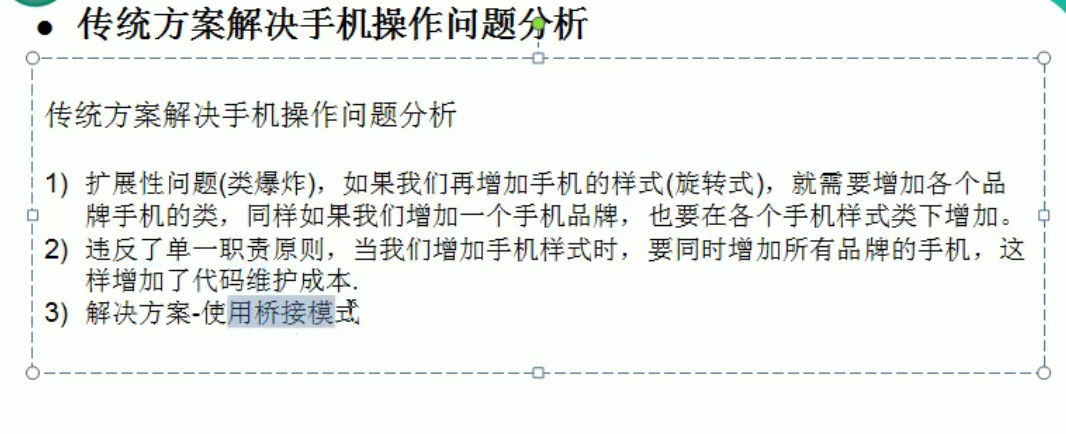 ● 传统方案解决手机操作问题分析
传统方案解决手机操作问题分析
1) 扩展性问题(类爆炸)，如果我们再增加手机的样式(旋转式)，就需要增加各个品
牌手机的类，同样如果我们增加一个手机品牌，也要在各个手机样式类下增加。
2) 违反了单一职责原则，当我们增加手机样式时，要同时增加所有品牌的手机，这
样增加了代码维护成本.
3) 解决方案-使用桥接模式